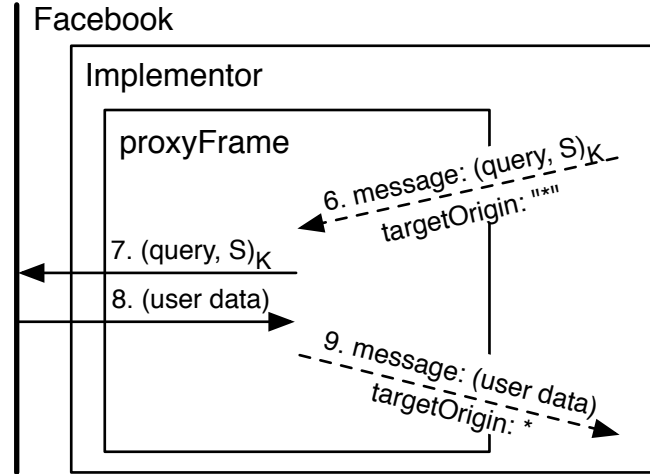 Facebook
Implementor
proxyFrame
6. message: (query, S)K
targetOrigin: "*"
7. (query, S)K
8. (user data)
9. message: (user data)
targetOrigin: *